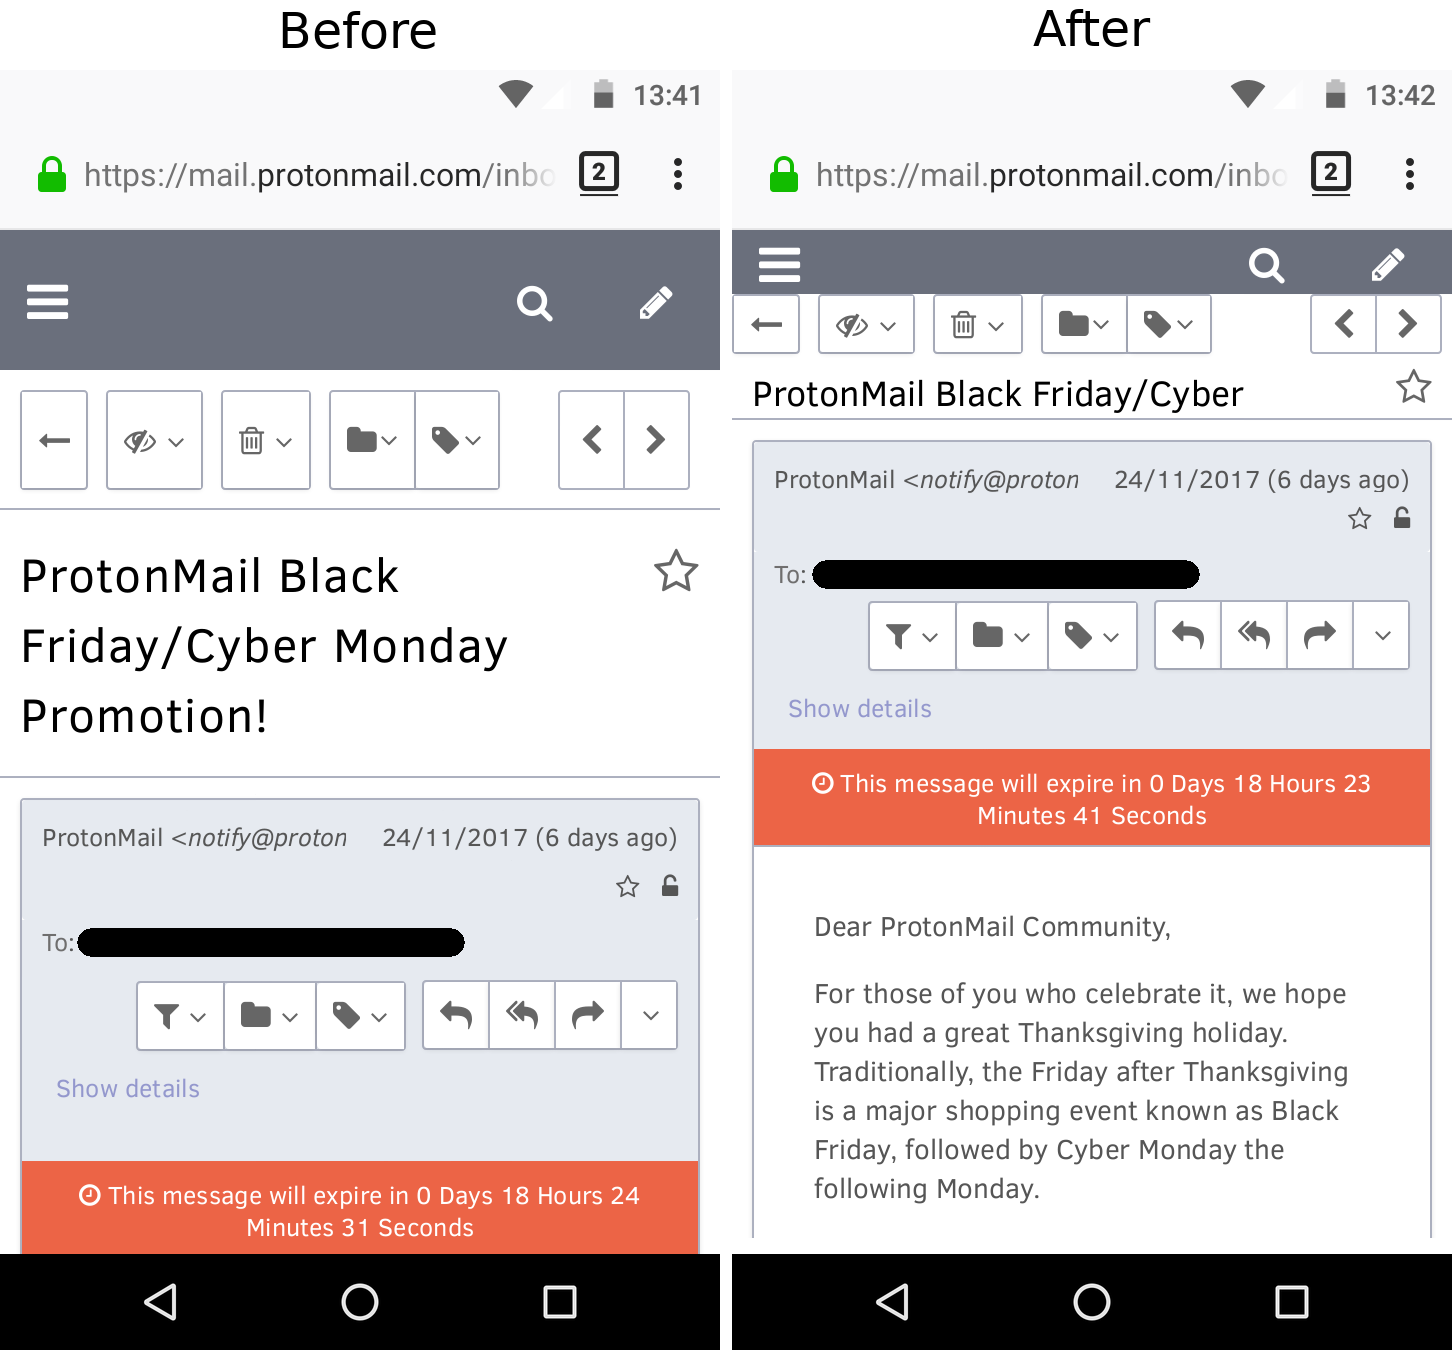 Before
13:41
https://mail.protonmail.com/inbo
2
ProtonMail Black
Friday/Cyber Monday
Promotion!
ProtonMail <notify@proton 24/11/2017 (6 days ago)
To:
Show details
This message will expire in 0 Days 18 Hours 24
Minutes 31 Seconds
After
13:42
https://mail.protonmail.com/inbo
2
ProtonMail Black Friday/Cyber
ProtonMail <notify@proton 24/11/2017 (6 days ago)
To:
Show details
This message will expire in 0 Days 18 Hours 23
Minutes 41 Seconds
Dear ProtonMail Community,
For those of you who celebrate it, we hope
you had a great Thanksgiving holiday.
Traditionally, the Friday after Thanksgiving
is a major shopping event known as Black
Friday, followed by Cyber Monday the
following Monday.